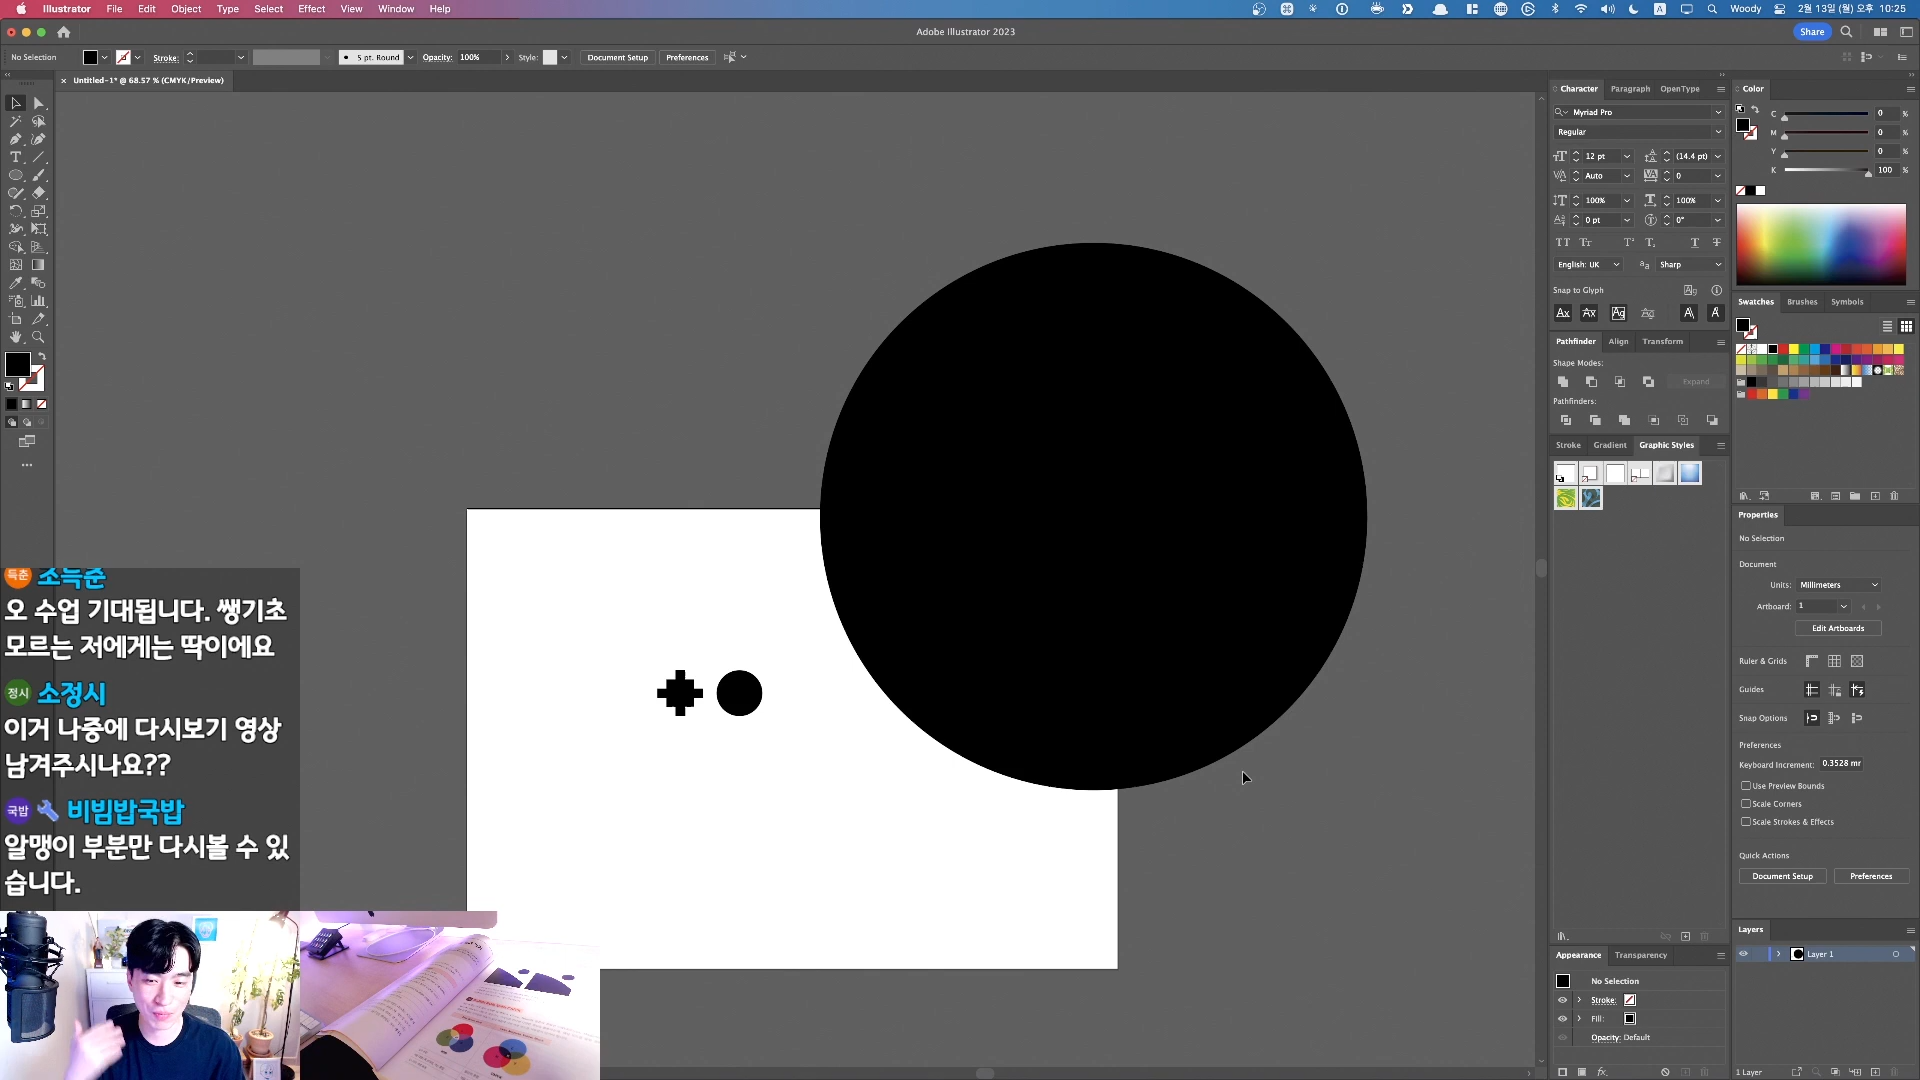 Illustrator File Edit Object Type Select Effect View Window Help
Woody 2월 13일 (월) 오후 10:25
Adobe Illustrator 2023
Share
No Selection
Stroke:
5 pt. Round
Opacity: 100%
Style:
Document Setup
Preferences
Untitled-1* @ 68.57 % (CMYK/Preview)
득춘 소득춘
오 수업 기대됩니다. 쌩기초
모르는 저에게는 딱이에요
정시 소정시
이거 나중에 다시보기 영상
남겨주시나요??
국밥 비빔밥국밥
알맹이 부분만 다시볼 수 있
습니다.
Character Paragraph OpenType
Myriad Pro
Regular
12 pt (14.4 pt)
Auto 0
100% 100%
0 pt 0°
English: UK
Sharp
Snap to Glyph
Pathfinder Align Transform
Shape Modes:
Expand
Pathfinders:
Stroke Gradient Graphic Styles
Appearance Transparency
No Selection
Stroke:
Fill:
Opacity: Default
Color
C 0 %
M 0 %
Y 0 %
K 100 %
Swatches Brushes Symbols
Properties
No Selection
Document
Units: Millimeters
Artboard: 1
Edit Artboards
Ruler & Grids
Guides
Snap Options
Preferences
Keyboard Increment: 0.3528 mr
Use Preview Bounds
Scale Corners
Scale Strokes & Effects
Quick Actions
Document Setup
Preferences
Layers
Layer 1
1 Layer